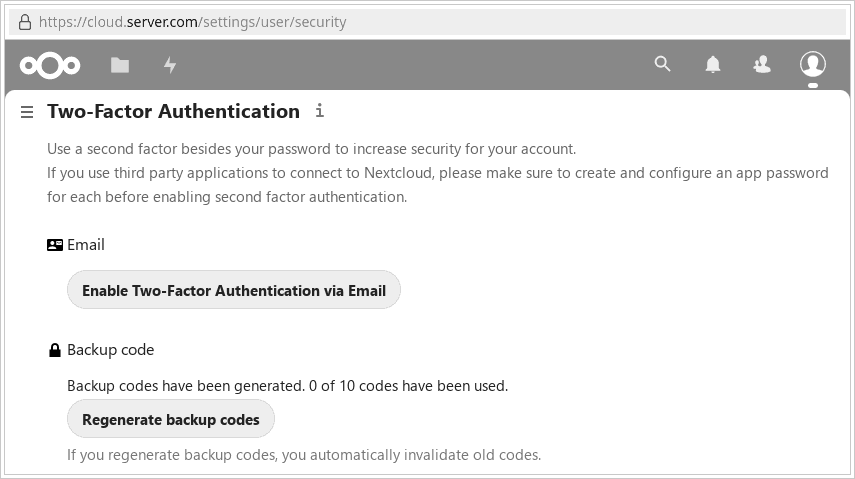 https://cloud.server.com/settings/user/security
Two-Factor Authentication
Use a second factor besides your password to increase security for your account.
If you use third party applications to connect to Nextcloud, please make sure to create and configure an app password
for each before enabling second factor authentication.
Email
Enable Two-Factor Authentication via Email
Backup code
Backup codes have been generated. 0 of 10 codes have been used.
Regenerate backup codes
If you regenerate backup codes, you automatically invalidate old codes.